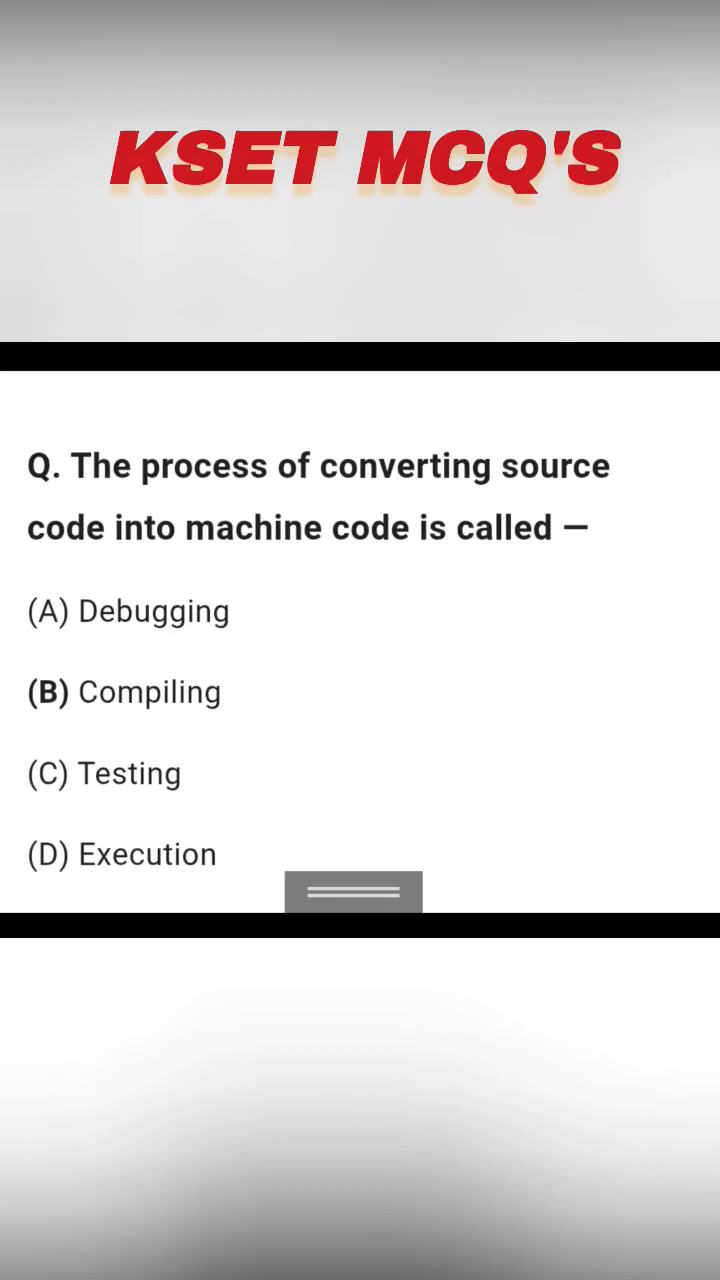 KSET MCQ'S
Q. The process of converting source
code into machine code is called —
(A) Debugging
(B) Compiling
(C) Testing
(D) Execution